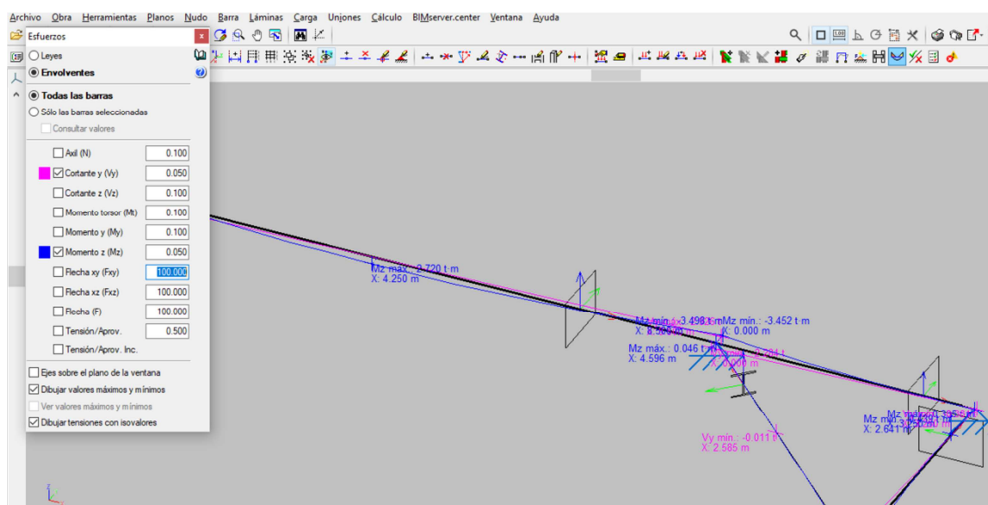 Archivo Obra Herramientas Planos Nudo Barra Láminas Carga Uniones Cálculo BIMserver.center Ventana Ayuda
Esfuerzos
Leyes
Envolventes
Todas las barras
Sólo las barras seleccionadas
Consultar valores
Axil (N) 0.100
Cortante y (Vy) 0.050
Cortante z (Vz) 0.100
Momento torsor (Mt) 0.100
Momento y (My) 0.100
Momento z (Mz) 0.050
Flecha xy (Fxy) 100.000
Flecha xz (Fxz) 100.000
Flecha (F) 100.000
Tensión/Aprov. 0.500
Tensión/Aprov. Inc.
Ejes sobre el plano de la ventana
Dibujar valores máximos y mínimos
Ver valores máximos y mínimos
Dibujar tensiones con isovalores
Mz máx.: 2.720 t·m
X: 4.250 m
Mz mín.: -3.452 t·m
X: 0.000 m
Mz máx.: 0.046 t·m
X: 4.596 m
Vy mín.: -0.011 t
X: 2.585 m
X: 2.641 m